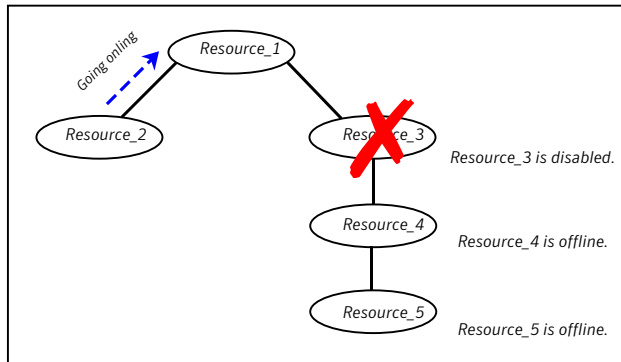 Going onling
Resource_1
Resource_2
Resource_3
Resource_3 is disabled.
Resource_4
Resource_4 is offline.
Resource_5
Resource_5 is offline.